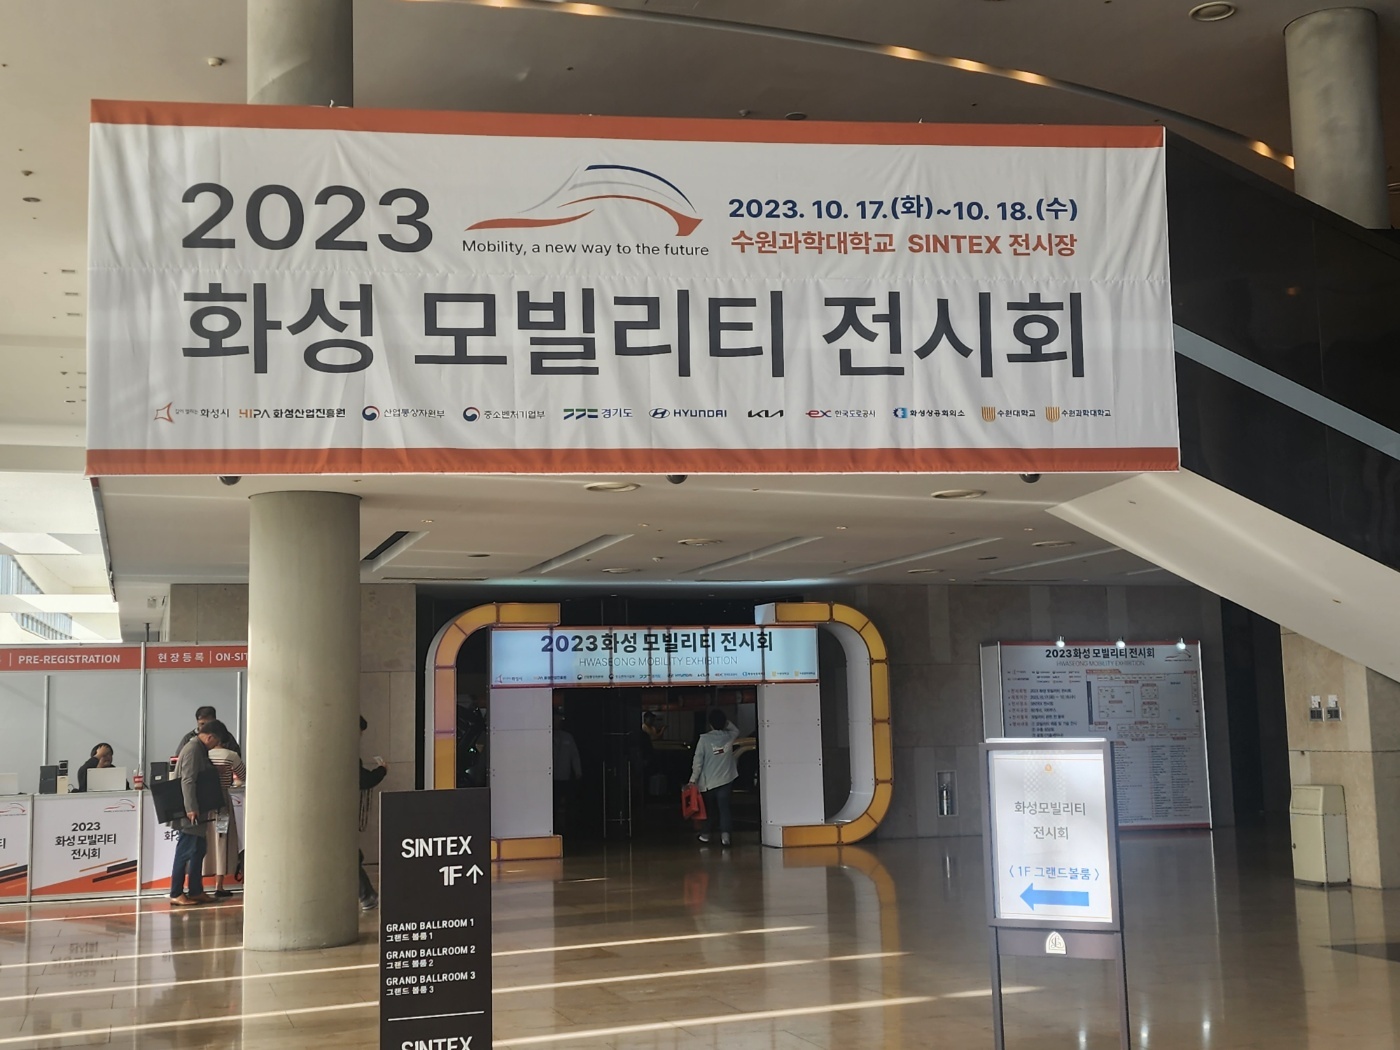 2023
Mobility, a new way to the future
2023. 10. 17.(화)~10. 18.(수)
수원과학대학교 SINTEX 전시장
화성 모빌리티 전시회
화성시 HIPA 화성산업진흥원 산업통상자원부 중소벤처기업부 경기도 HYUNDAI KIA ex 한국도로공사 화성상공회의소 수원대학교 수원과학대학교
2023화성 모빌리티 전시회
HWASEONG MOBILITY EXHIBITION
PRE-REGISTRATION
현장등록 | ON-SIT
2023
화성 모빌리티
전시회
2023화성 모빌리티 전시회
HWASEONG MOBILITY EXHIBITION
SINTEX
1F↑
GRAND BALLROOM 1
그랜드 볼룸 1
GRAND BALLROOM 2
그랜드 볼룸 2
GRAND BALLROOM 3
그랜드 볼룸 3
SINTEX
화성모빌리티
전시회
〈 1F 그랜드볼룸 〉